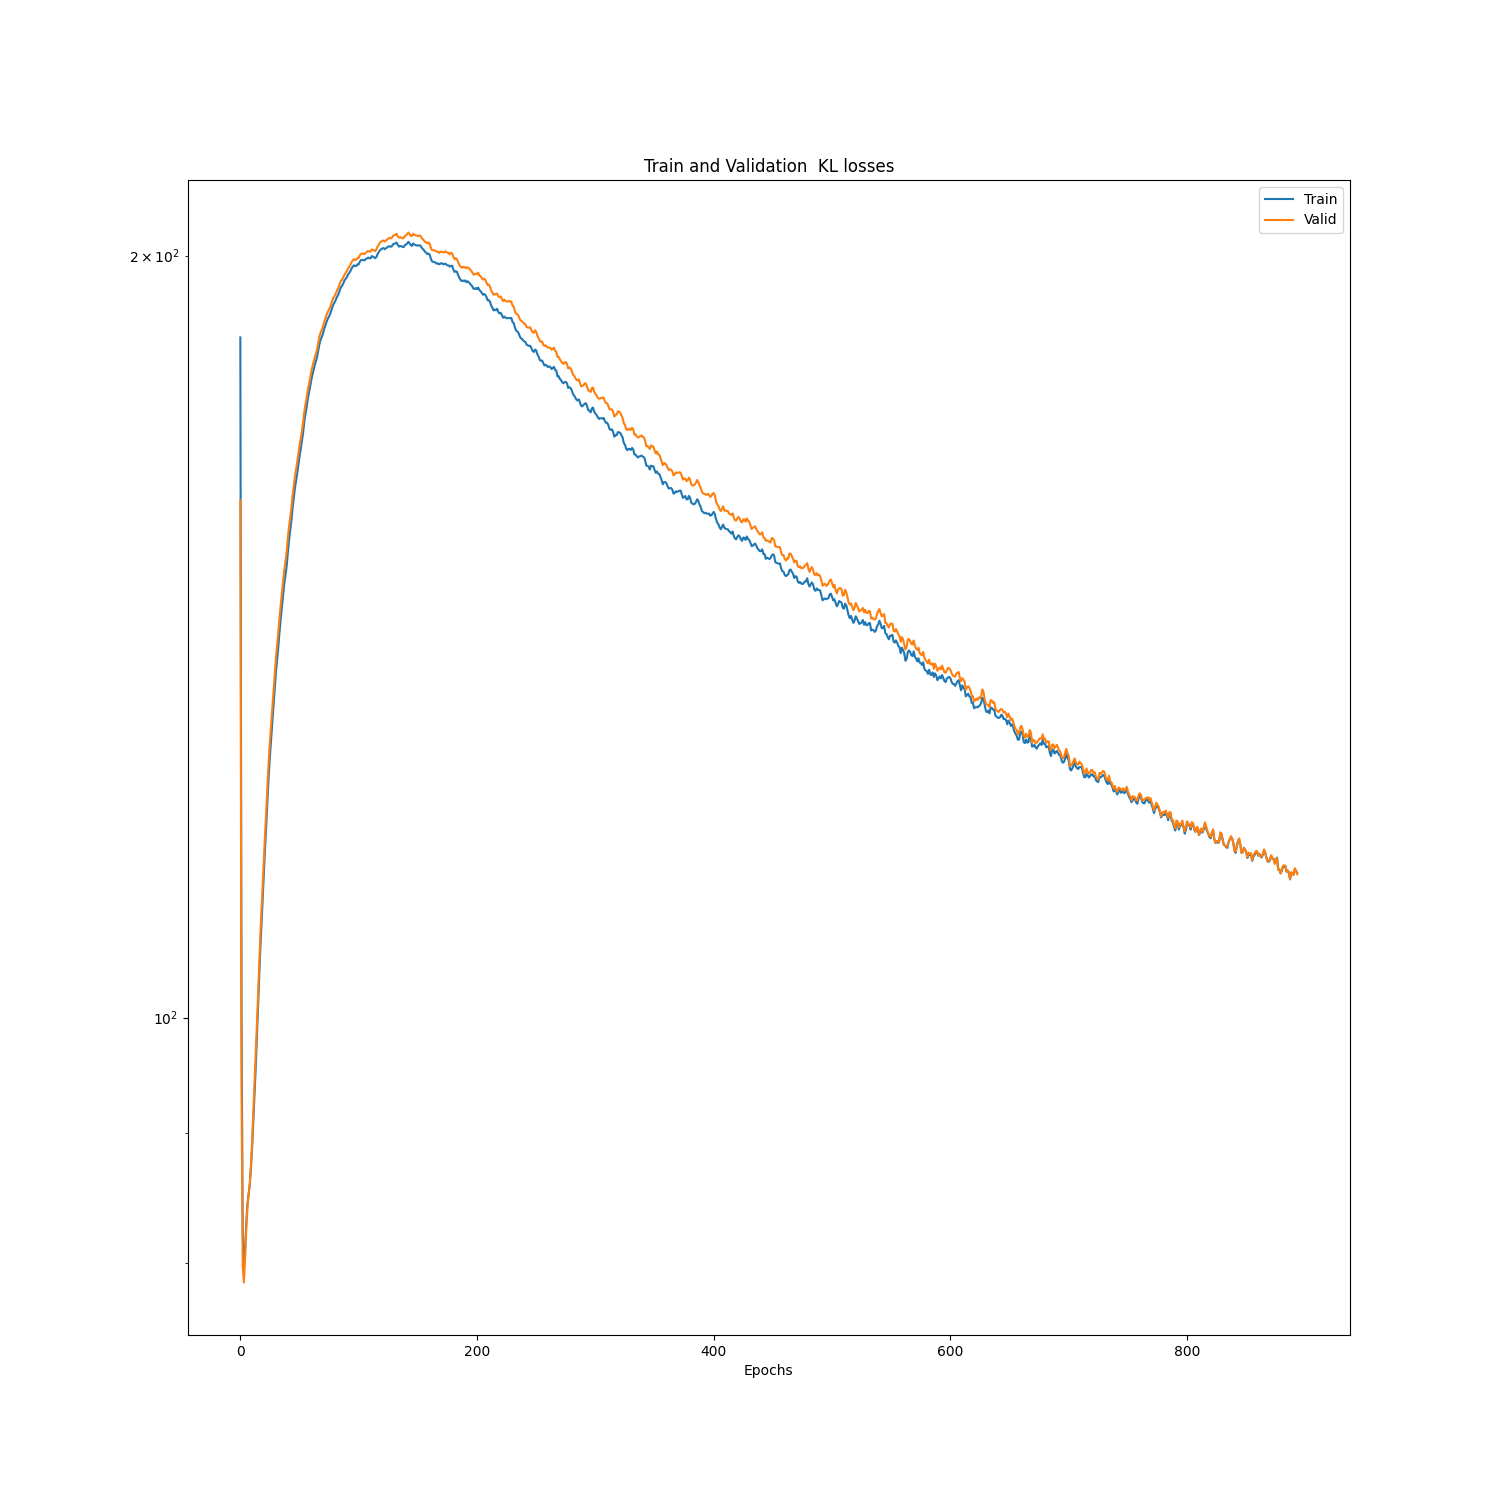 Train and Validation  KL losses
Train
Valid
2 × 10²
10²
0 200 400 600 800
Epochs